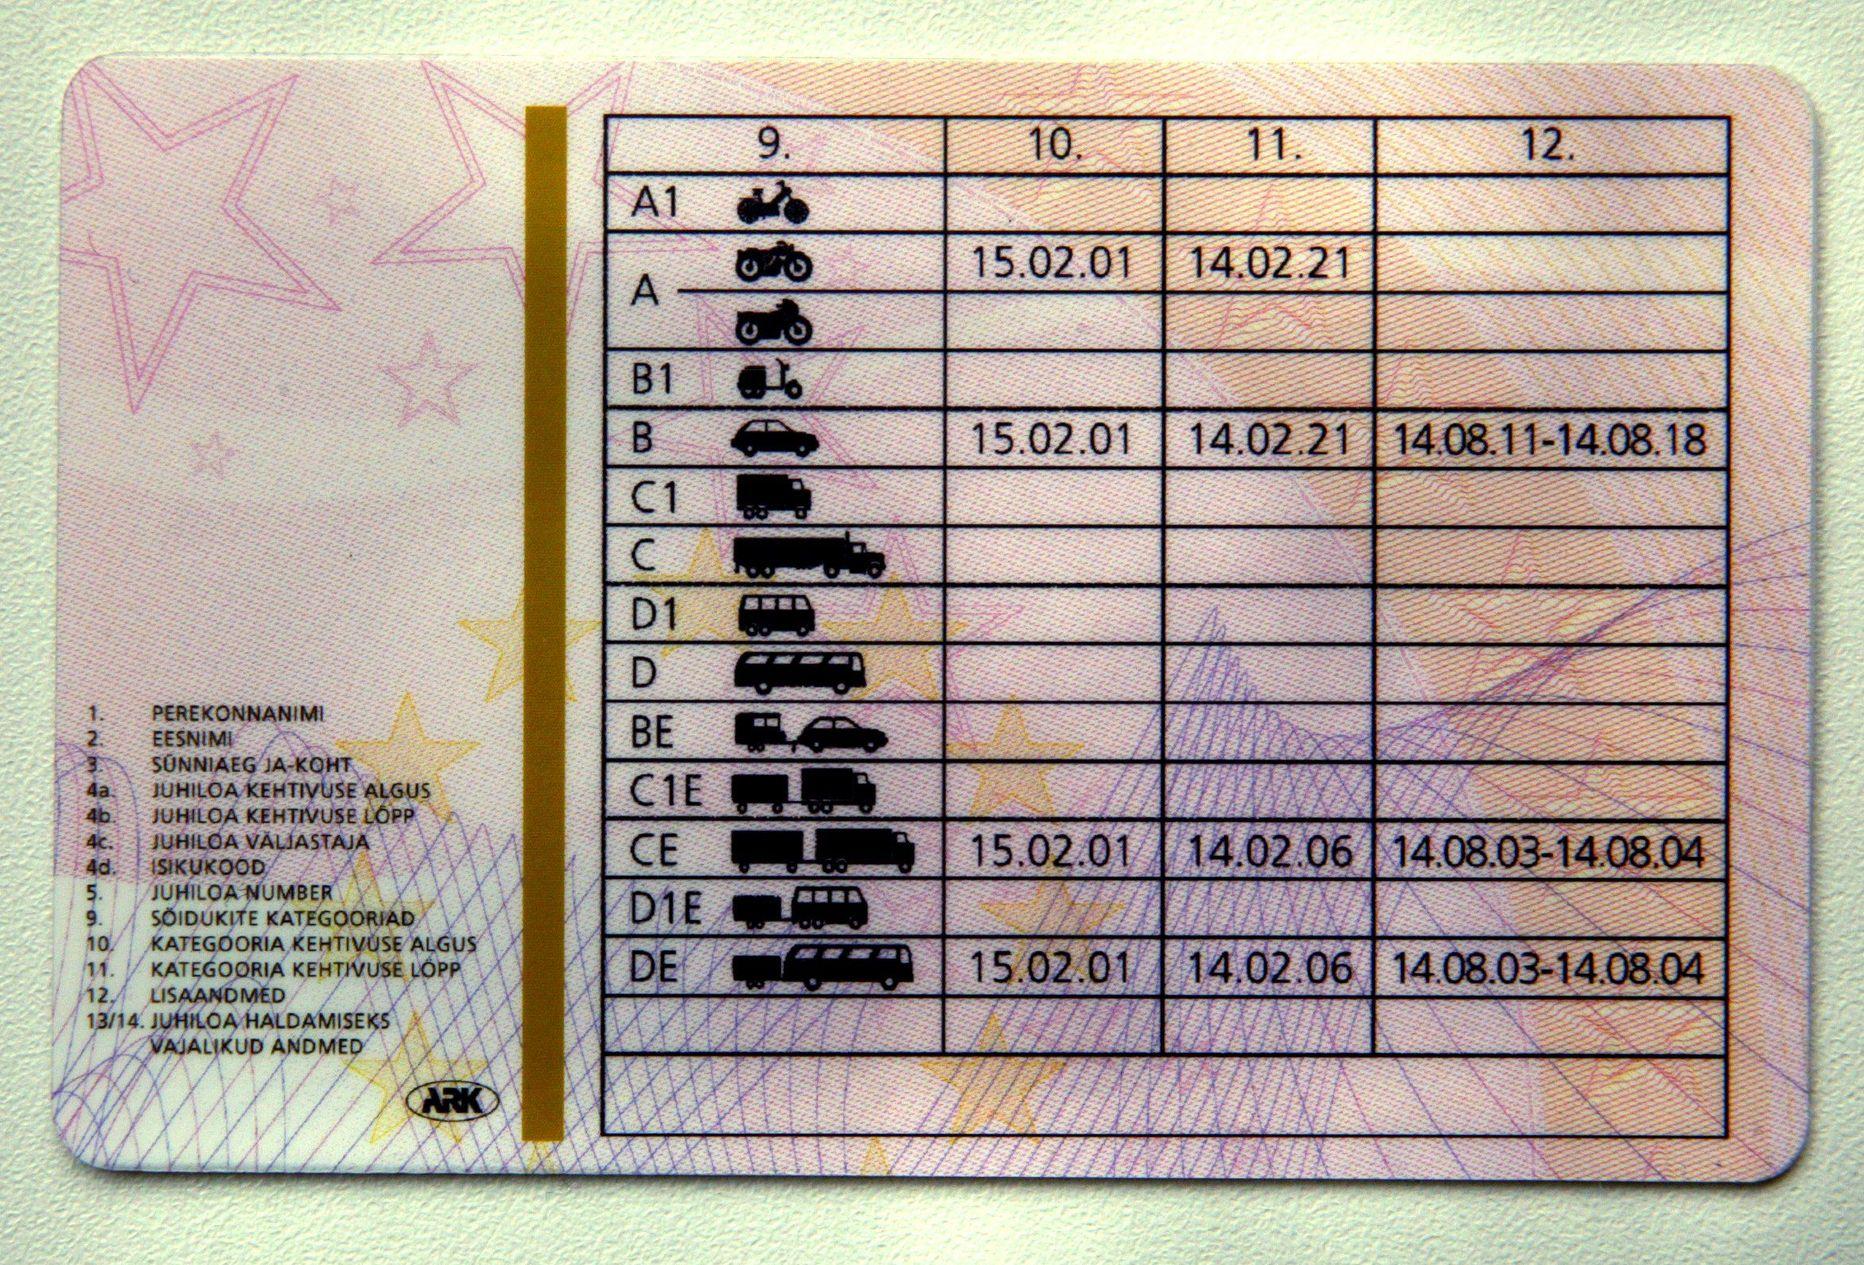 1. PEREKONNANIMI
2. EESNIMI
3. SÜNNIAEG JA-KOHT
4a. JUHILOA KEHTIVUSE ALGUS
4b. JUHILOA KEHTIVUSE LÕPP
4c. JUHILOA VÄLJASTAJA
4d. ISIKUKOOD
5. JUHILOA NUMBER
9. SÕIDUKITE KATEGOORIAD
10. KATEGOORIA KEHTIVUSE ALGUS
11. KATEGOORIA KEHTIVUSE LÕPP
12. LISAANDMED
13/14. JUHILOA HALDAMISEKS
VAJALIKUD ANDMED
ARK
9. 10. 11. 12.
A1
A 15.02.01 14.02.21
B1
B 15.02.01 14.02.21 14.08.11-14.08.18
C1
C
D1
D
BE
C1E
CE 15.02.01 14.02.06 14.08.03-14.08.04
D1E
DE 15.02.01 14.02.06 14.08.03-14.08.04